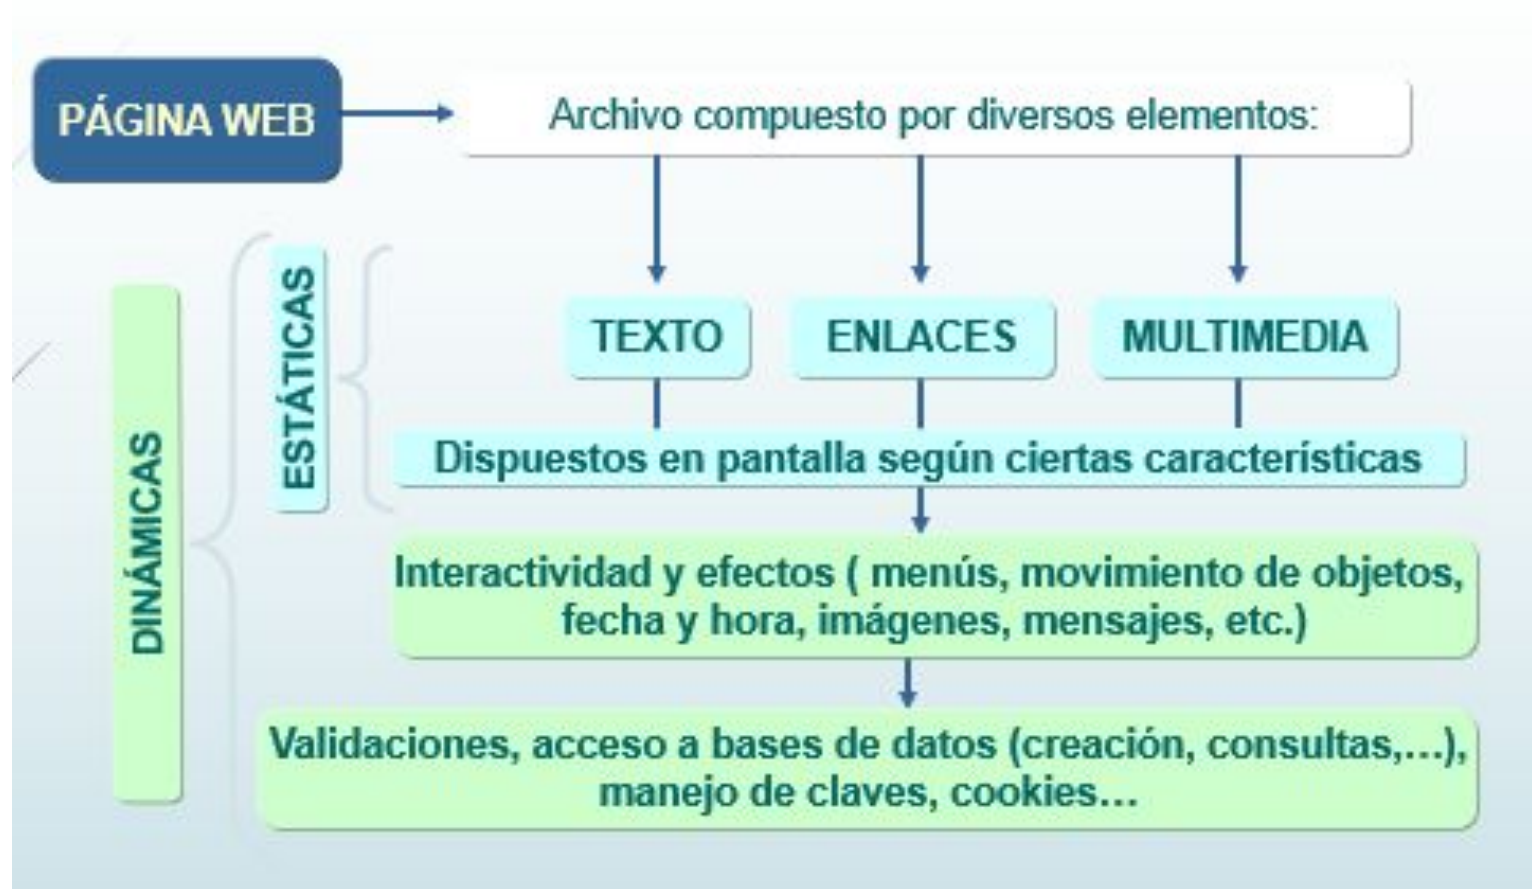 PÁGINA WEB
Archivo compuesto por diversos elementos:
ESTÁTICAS
TEXTO
ENLACES
MULTIMEDIA
Dispuestos en pantalla según ciertas características
DINÁMICAS
Interactividad y efectos ( menús, movimiento de objetos,
fecha y hora, imágenes, mensajes, etc.)
Validaciones, acceso a bases de datos (creación, consultas,...),
manejo de claves, cookies...